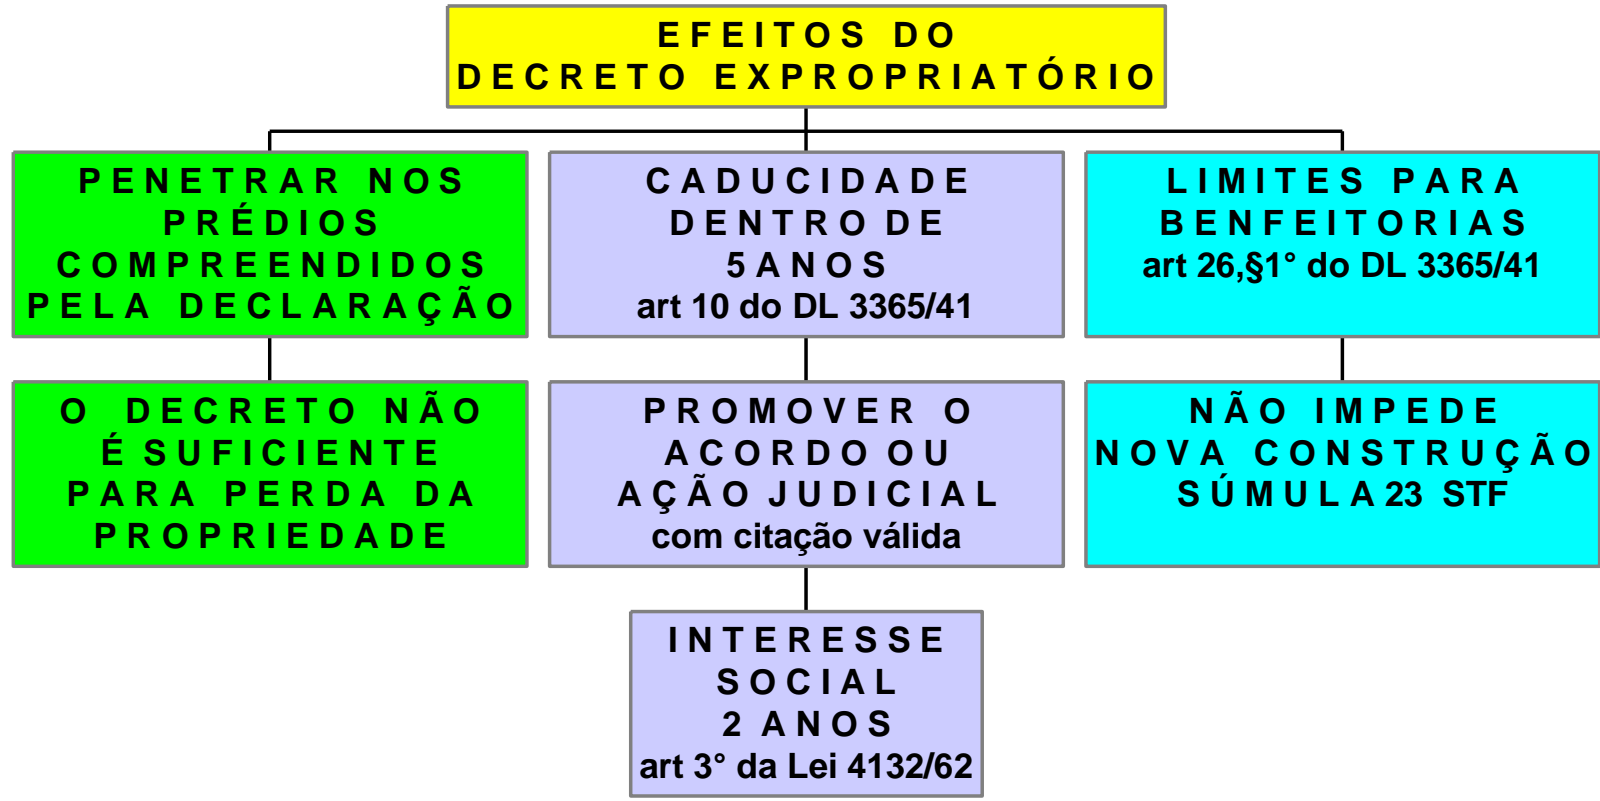 EFEITOS DO
DECRETO EXPROPRIATÓRIO
PENETRAR NOS
PRÉDIOS
COMPREENDIDOS
PELA DECLARAÇÃO
CADUCIDADE
DENTRO DE
5 ANOS
art 10 do DL 3365/41
LIMITES PARA
BENFEITORIAS
art 26,§1° do DL 3365/41
O DECRETO NÃO
É SUFICIENTE
PARA PERDA DA
PROPRIEDADE
PROMOVER O
ACORDO OU
AÇÃO JUDICIAL
com citação válida
NÃO IMPEDE
NOVA CONSTRUÇÃO
SÚMULA 23 STF
INTERESSE
SOCIAL
2 ANOS
art 3° da Lei 4132/62